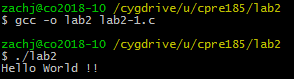 zachj@co2018-10 /cygdrive/u/cpre185/lab2
$ gcc -o lab2 lab2-1.c
zachj@co2018-10 /cygdrive/u/cpre185/lab2
$ ./lab2
Hello World !!